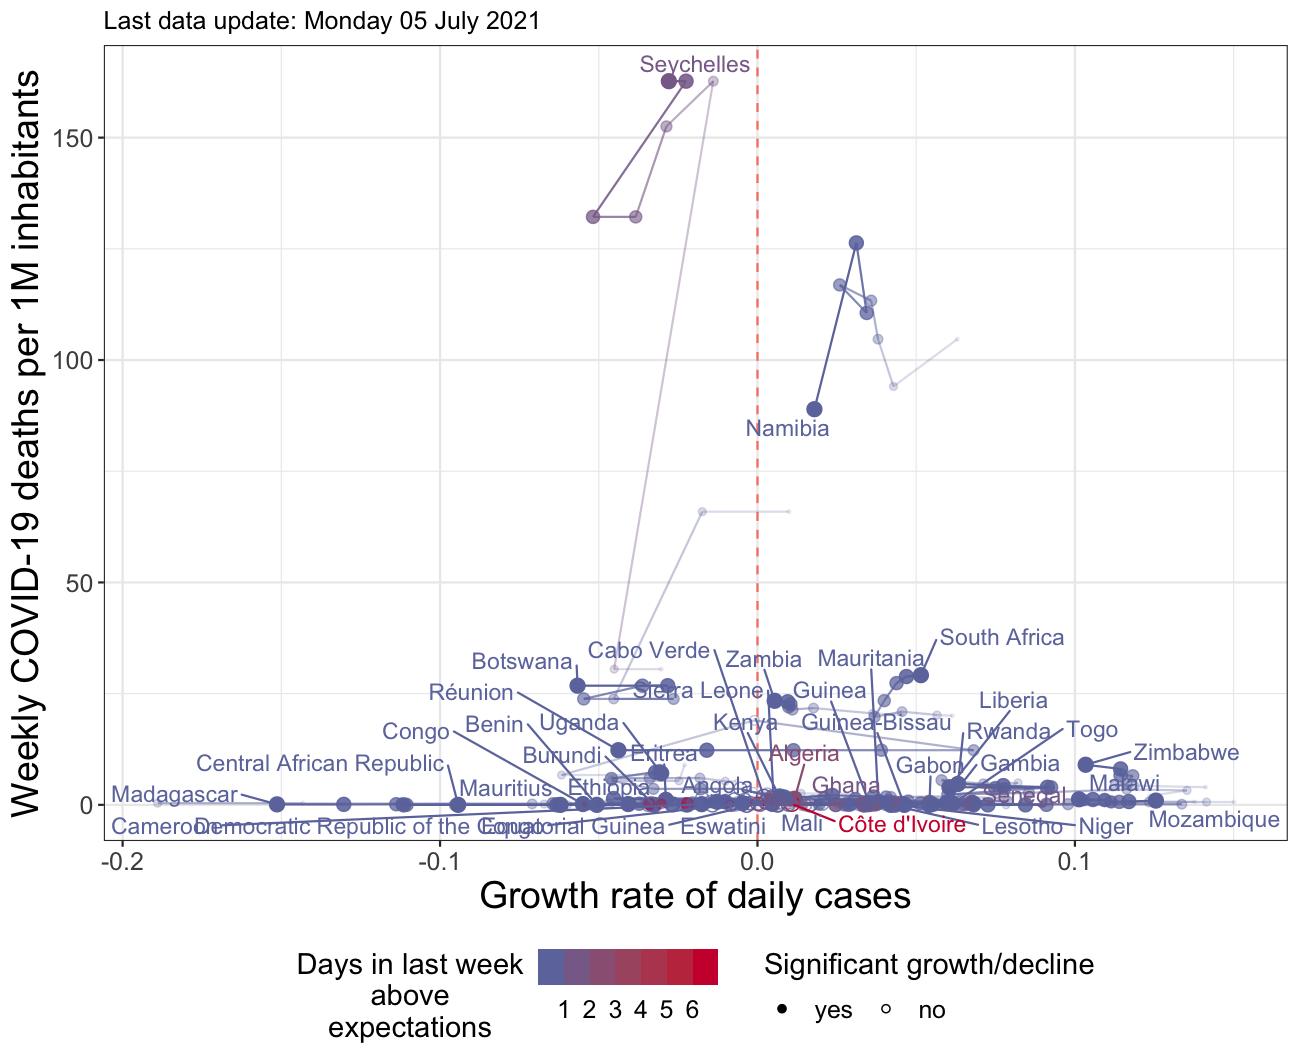 Last data update: Monday 05 July 2021
Weekly COVID-19 deaths per 1M inhabitants
150
100
50
0
Seychelles
Namibia
South Africa
Cabo Verde
Zambia
Mauritania
Botswana
Réunion
Sierra Leone
Guinea
Liberia
Benin
Uganda
Kenya
Guinea-Bissau
Congo
Rwanda
Togo
Burundi
Eritrea
Algeria
Zimbabwe
Central African Republic
Gabon
Gambia
Mauritius
Ethiopia
Angola
Ghana
Malawi
Madagascar
Senegal
Cameroon
Democratic Republic of the Congo
Equatorial Guinea
Eswatini
Mali
Côte d'Ivoire
Lesotho
Niger
Mozambique
-0.2
-0.1
0.0
0.1
Growth rate of daily cases
Days in last week
above
expectations
1 2 3 4 5 6
Significant growth/decline
yes
no